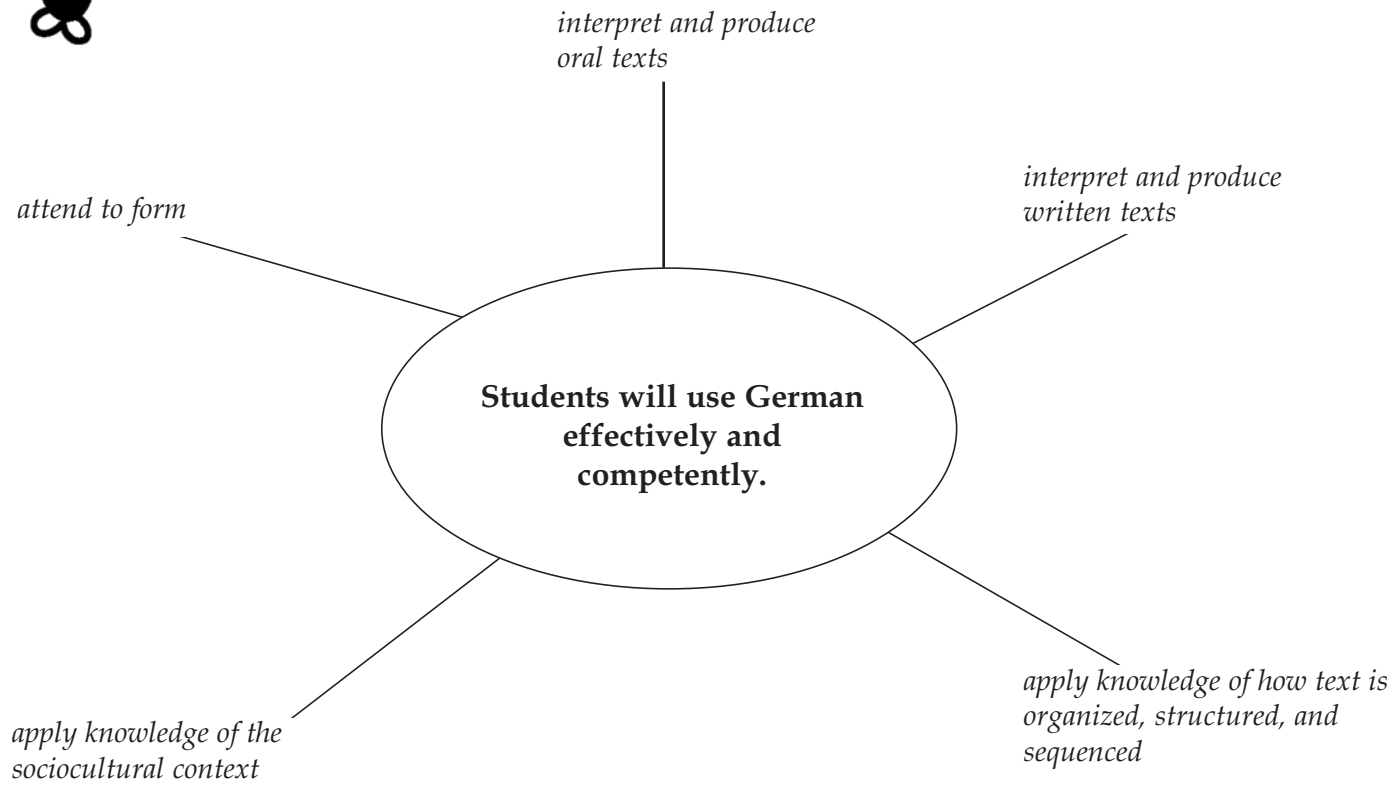 interpret and produce
oral texts
interpret and produce
written texts
attend to form
Students will use German
effectively and
competently.
apply knowledge of how text is
organized, structured, and
sequenced
apply knowledge of the
sociocultural context